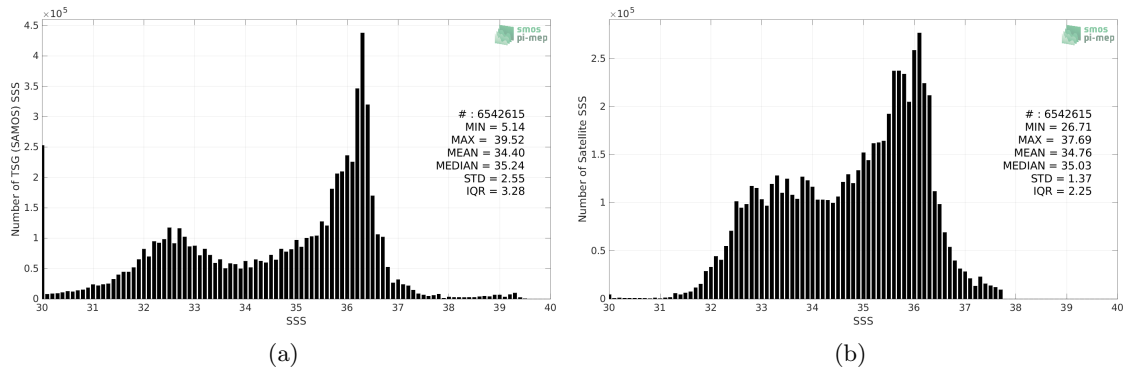 ×10⁵
4.5
4
3.5
3
2.5
2
1.5
1
0.5
0
Number of TSG (SAMOS) SSS
30 31 32 33 34 35 36 37 38 39 40
SSS
smos
pi-mep
# : 6542615
MIN = 5.14
MAX = 39.52
MEAN = 34.40
MEDIAN = 35.24
STD = 2.55
IQR = 3.28
(a)
×10⁵
2.5
2
1.5
1
0.5
0
Number of Satellite SSS
30 31 32 33 34 35 36 37 38 39 40
SSS
smos
pi-mep
# : 6542615
MIN = 26.71
MAX = 37.69
MEAN = 34.76
MEDIAN = 35.03
STD = 1.37
IQR = 2.25
(b)